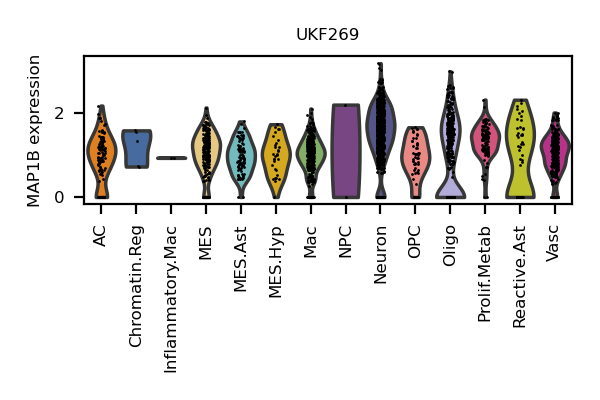 UKF269
MAP1B expression
2
0
AC
Chromatin.Reg
Inflammatory.Mac
MES
MES.Ast
MES.Hyp
Mac
NPC
Neuron
OPC
Oligo
Prolif.Metab
Reactive.Ast
Vasc